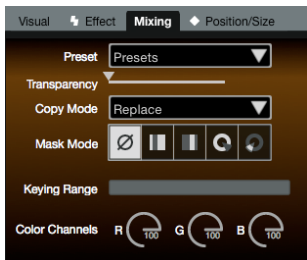 Visual Effect Mixing Position/Size
Preset Presets
Transparency
Copy Mode Replace
Mask Mode
Keying Range
Color Channels R 100 G 100 B 100